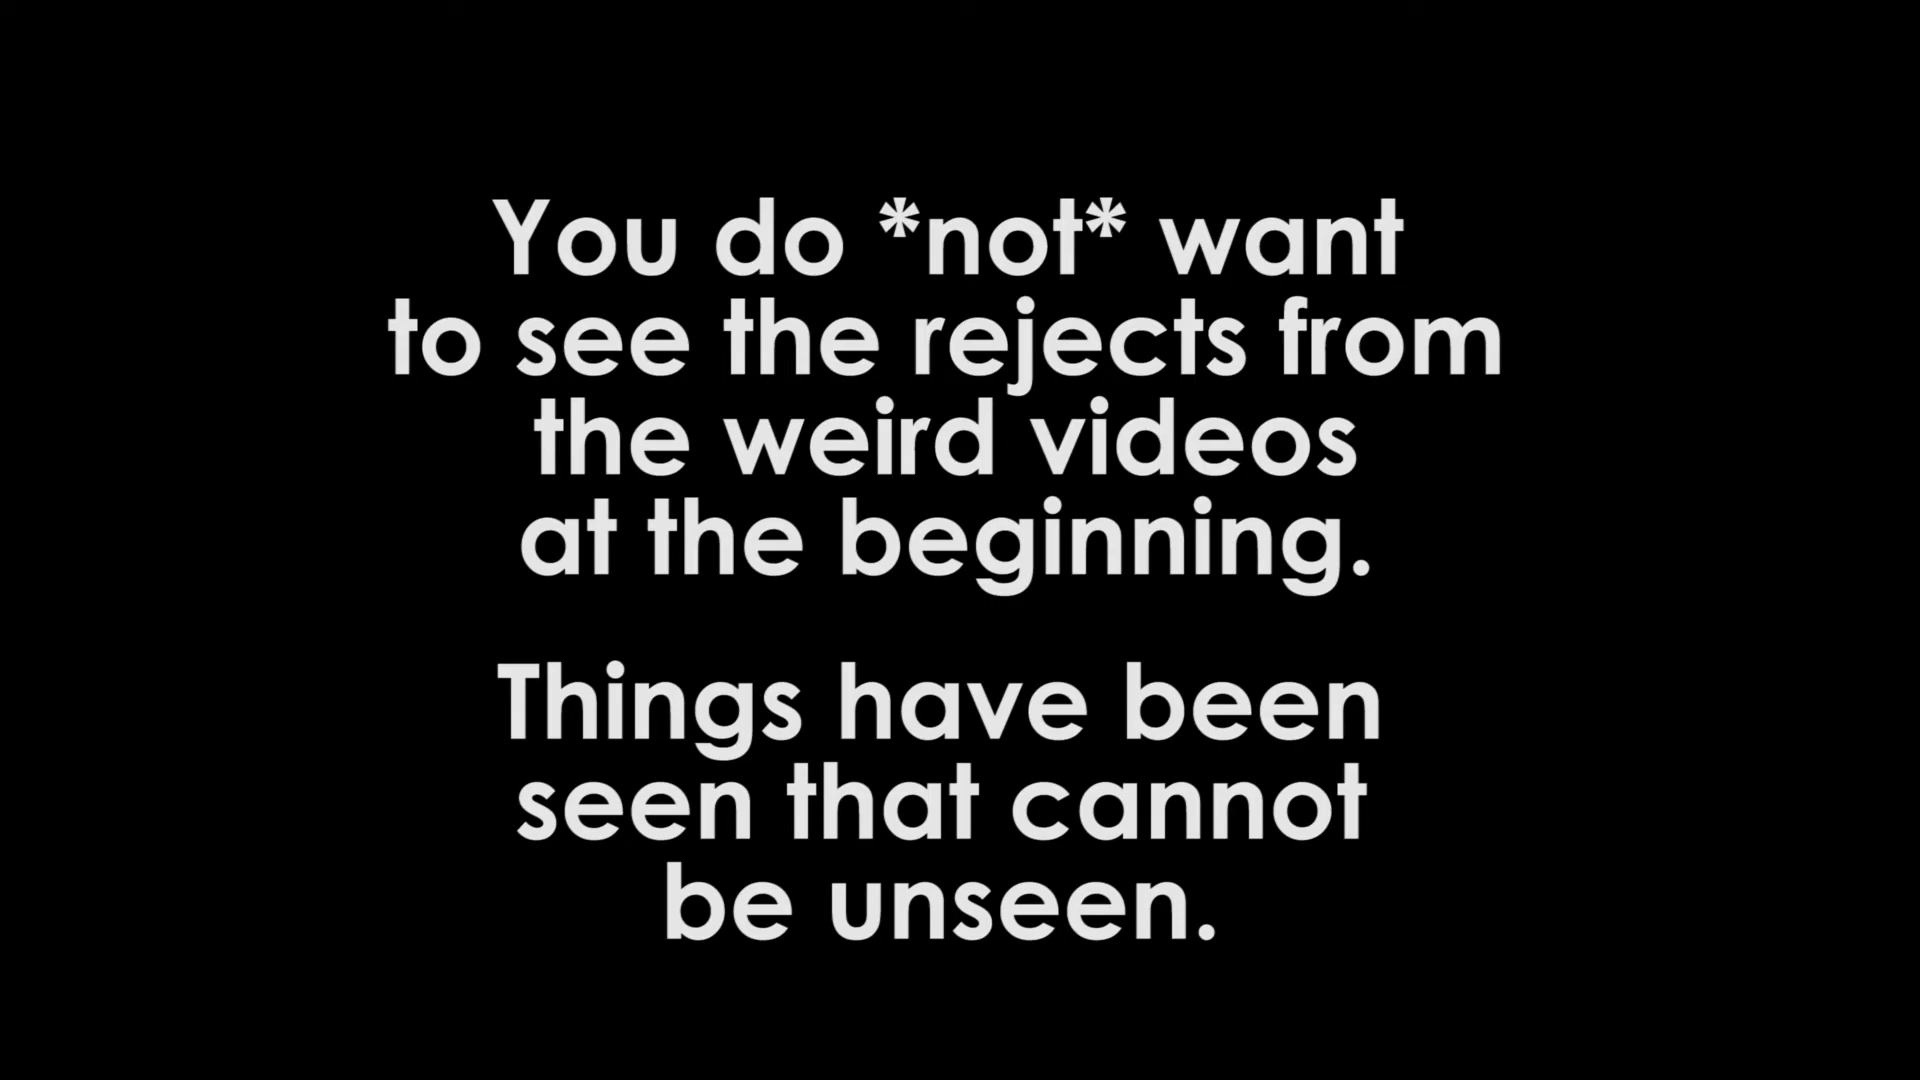 You do *not* want
to see the rejects from
the weird videos
at the beginning.
Things have been
seen that cannot
be unseen.